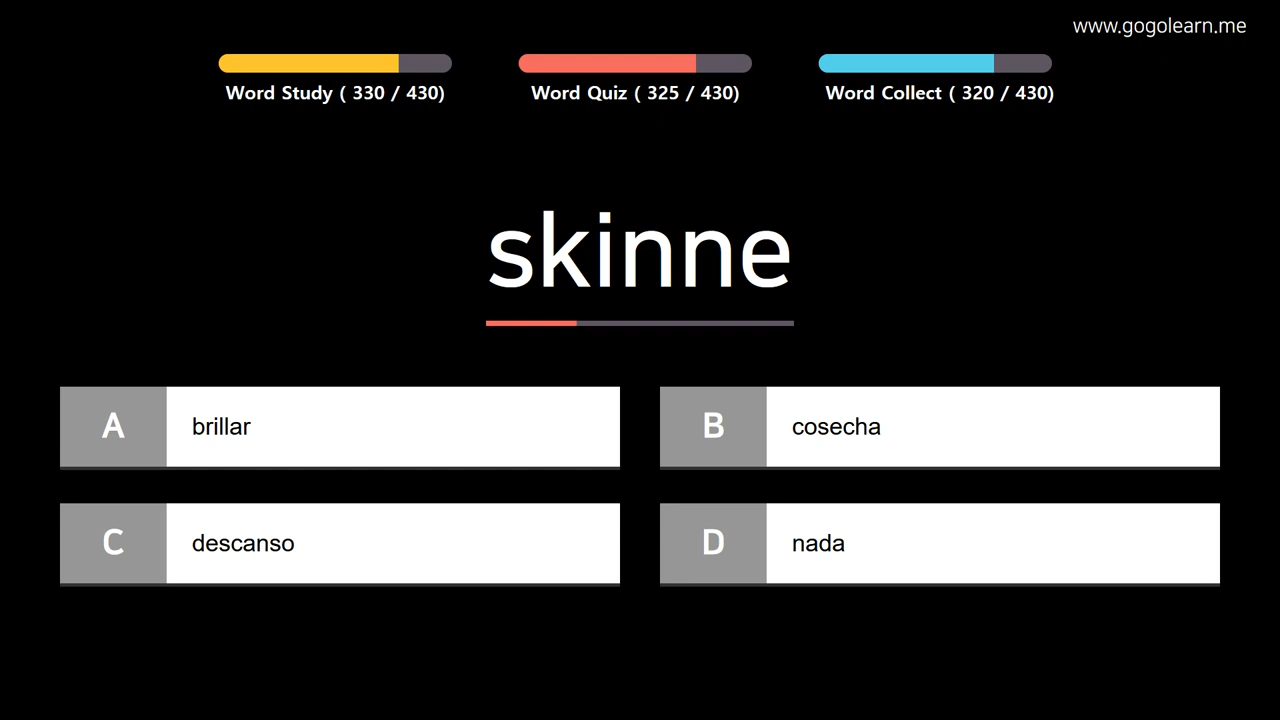 www.gogolearn.me
Word Study ( 330 / 430)
Word Quiz ( 325 / 430)
Word Collect ( 320 / 430)
skinne
A
brillar
B
cosecha
C
descanso
D
nada